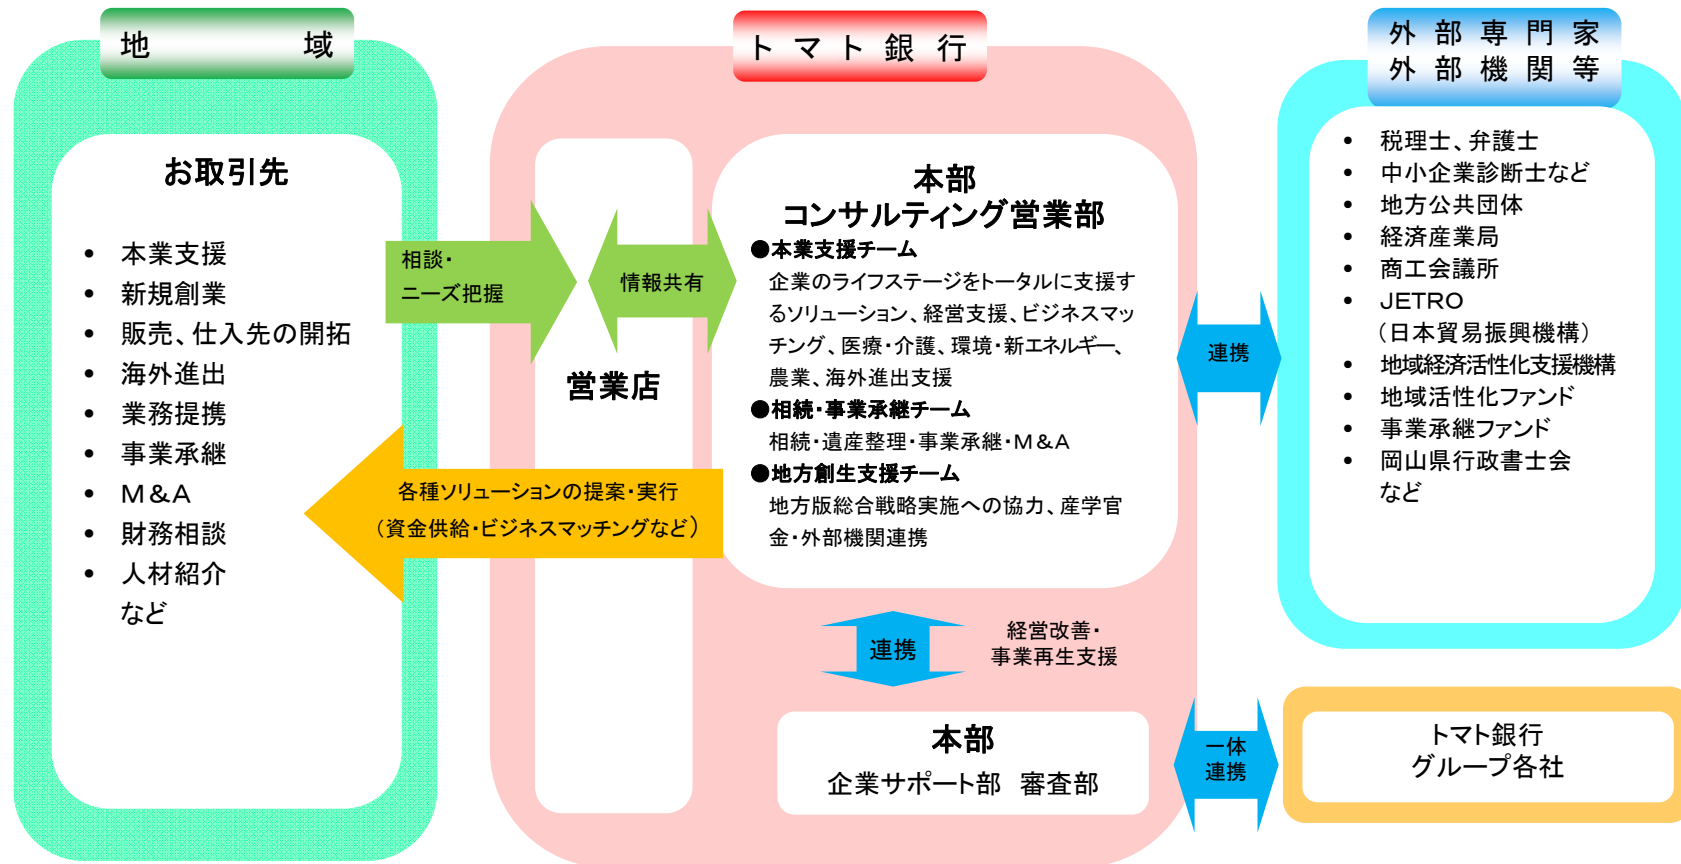 地　域
お取引先
• 本業支援
• 新規創業
• 販売、仕入先の開拓
• 海外進出
• 業務提携
• 事業承継
• M&A
• 財務相談
• 人材紹介
など
相談・
ニーズ把握
トマト銀行
営業店
情報共有
各種ソリューションの提案・実行
（資金供給・ビジネスマッチングなど）
本部
コンサルティング営業部
●本業支援チーム
企業のライフステージをトータルに支援す
るソリューション、経営支援、ビジネスマッ
チング、医療・介護、環境・新エネルギー、
農業、海外進出支援
●相続・事業承継チーム
相続・遺産整理・事業承継・M&A
●地方創生支援チーム
地方版総合戦略実施への協力、産学官
金・外部機関連携
連携
経営改善・
事業再生支援
本部
企業サポート部 審査部
連携
一体
連携
外部専門家
外部機関等
• 税理士、弁護士
• 中小企業診断士など
• 地方公共団体
• 経済産業局
• 商工会議所
• JETRO
（日本貿易振興機構）
• 地域経済活性化支援機構
• 地域活性化ファンド
• 事業承継ファンド
• 岡山県行政書士会
など
トマト銀行
グループ各社